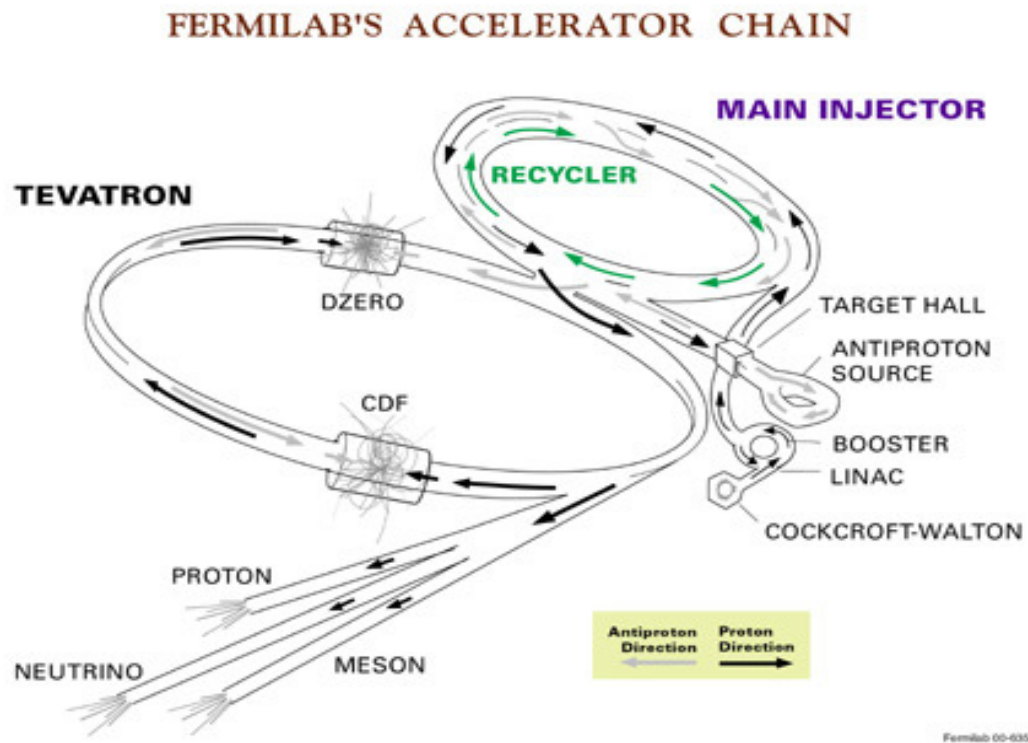 FERMILAB'S ACCELERATOR CHAIN
MAIN INJECTOR
RECYCLER
TEVATRON
DZERO
TARGET HALL
ANTIPROTON
SOURCE
CDF
BOOSTER
LINAC
COCKCROFT-WALTON
PROTON
NEUTRINO
MESON
Antiproton
Direction
Proton
Direction
Fermilab 00-635